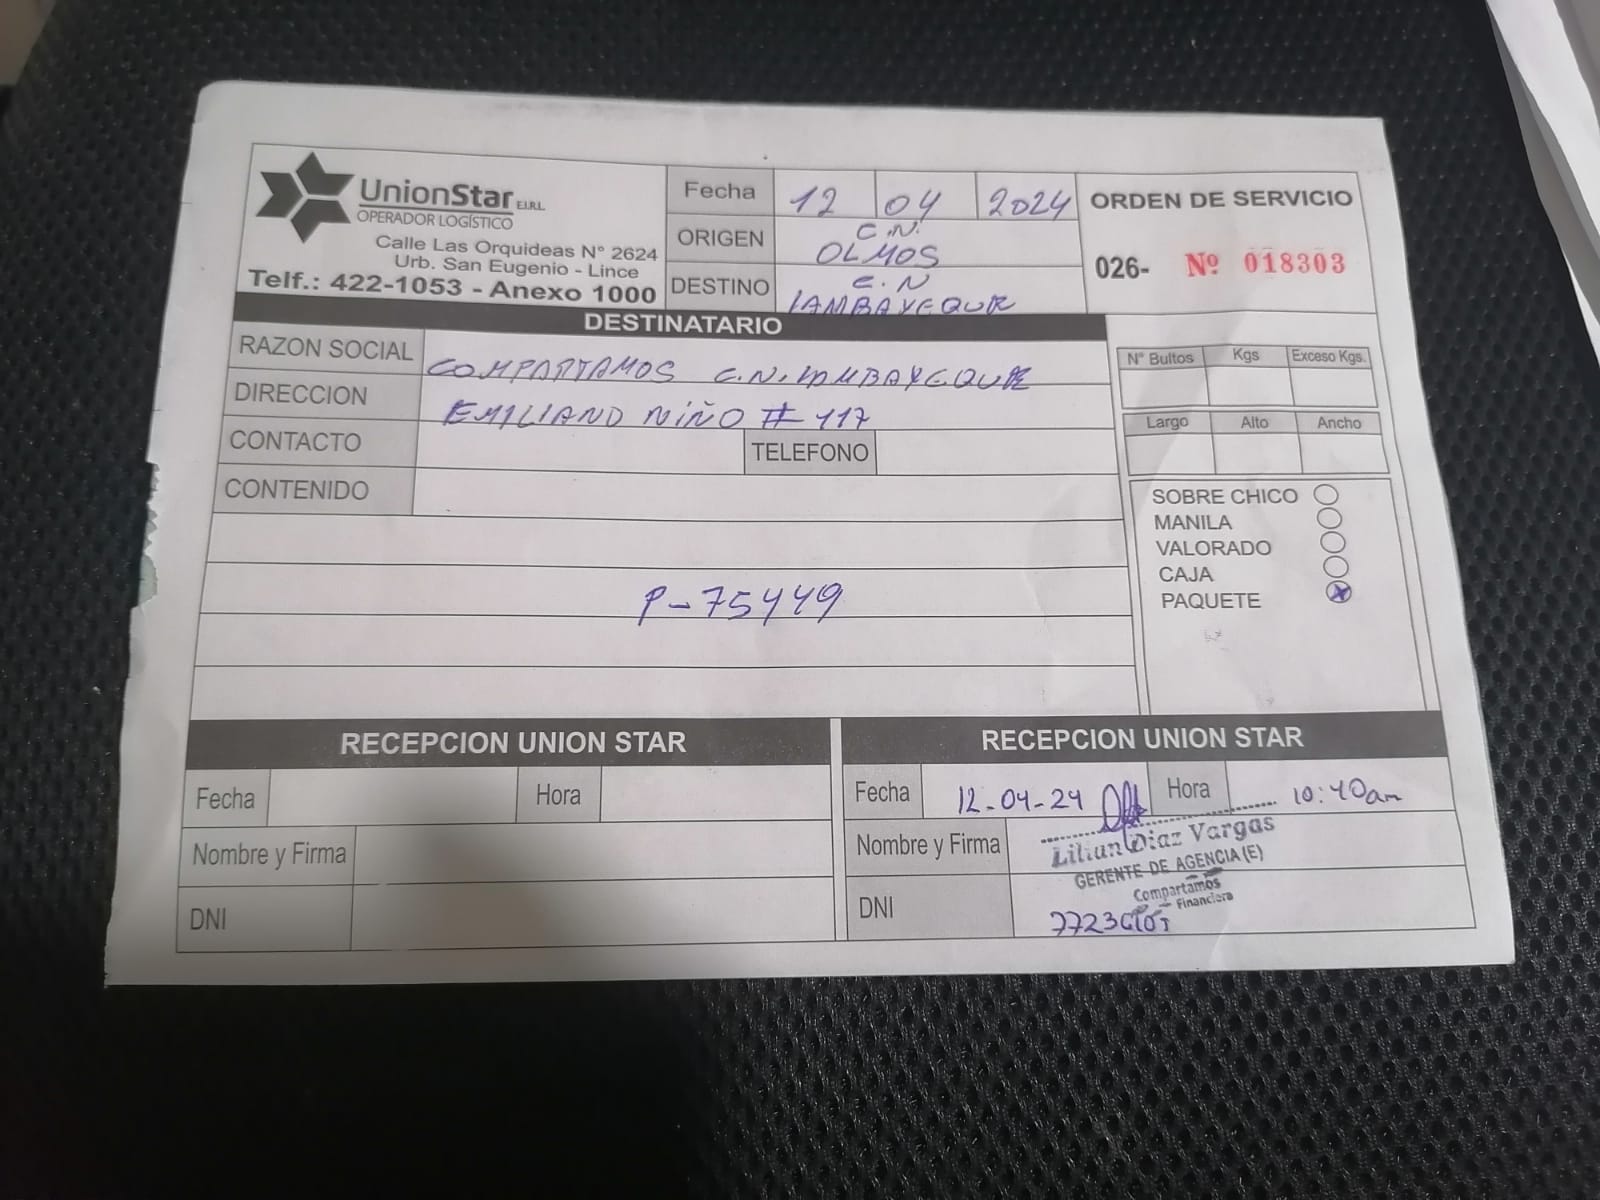 UnionStar E.I.R.L.
OPERADOR LOGÍSTICO
Calle Las Orquideas N° 2624
Urb. San Eugenio - Lince
Telf.: 422-1053 - Anexo 1000
Fecha 12 04 2024
ORIGEN C.N. OLMOS
DESTINO C.N LAMBAYEQUE
ORDEN DE SERVICIO
026- Nº 018303
DESTINATARIO
RAZON SOCIAL COMPARTAMOS C.N. LAMBAYEQUE
DIRECCION EMILIANO NIÑO # 417
CONTACTO TELEFONO
CONTENIDO
P-75449
N° Bultos Kgs Exceso Kgs.
Largo Alto Ancho
SOBRE CHICO
MANILA
VALORADO
CAJA
PAQUETE
RECEPCION UNION STAR
Fecha Hora
Nombre y Firma
DNI
RECEPCION UNION STAR
Fecha 12-04-24 Hora 10:40am
Nombre y Firma Lilian Diaz Vargas
GERENTE DE AGENCIA (E)
Compartamos
Financiera
DNI